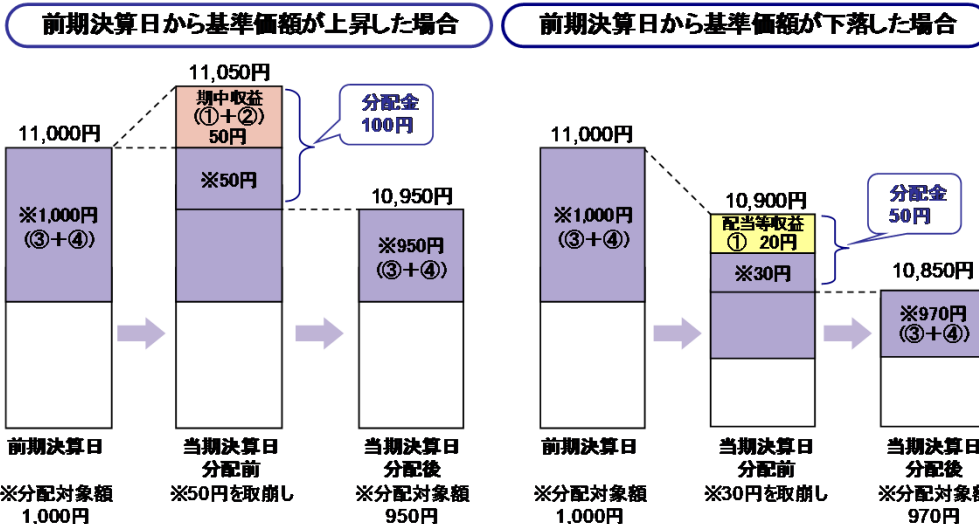 前期決算日から基準価額が上昇した場合
11,050円
期中収益
(①+②)
50円
分配金
100円
11,000円
※50円
※1,000円
(③+④)
10,950円
※950円
(③+④)
前期決算日
当期決算日
分配前
当期決算日
分配後
※分配対象額
1,000円
※50円を取崩し
※分配対象額
950円
前期決算日から基準価額が下落した場合
11,000円
※1,000円
(③+④)
10,900円
配当等収益
① 20円
※30円
分配金
50円
10,850円
※970円
(③+④)
前期決算日
当期決算日
分配前
当期決算日
分配後
※分配対象額
1,000円
※30円を取崩し
※分配対象額
970円